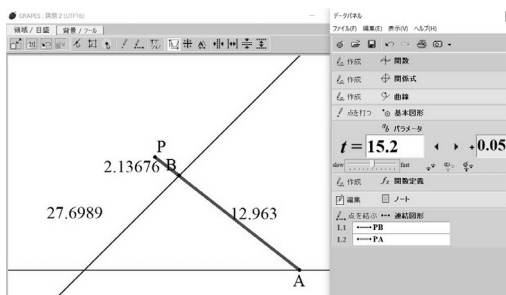 GRAPES : 錬習 2 (UTF16)
領域 / 目盛 背景 / ツール
P
2.13676
B
27.6989
12.963
A
データパネル
ファイル(F) 編集(E) 表示(V) ヘルプ(H)
作成 関数
作成 関係式
作成 曲線
点を打つ 基本図形
a/b パラメータ
t = 15.2 + 0.05
slow fast
作成 fx 関数定義
編集 ノート
点を結ぶ 連結図形
L1 PB
L2 PA